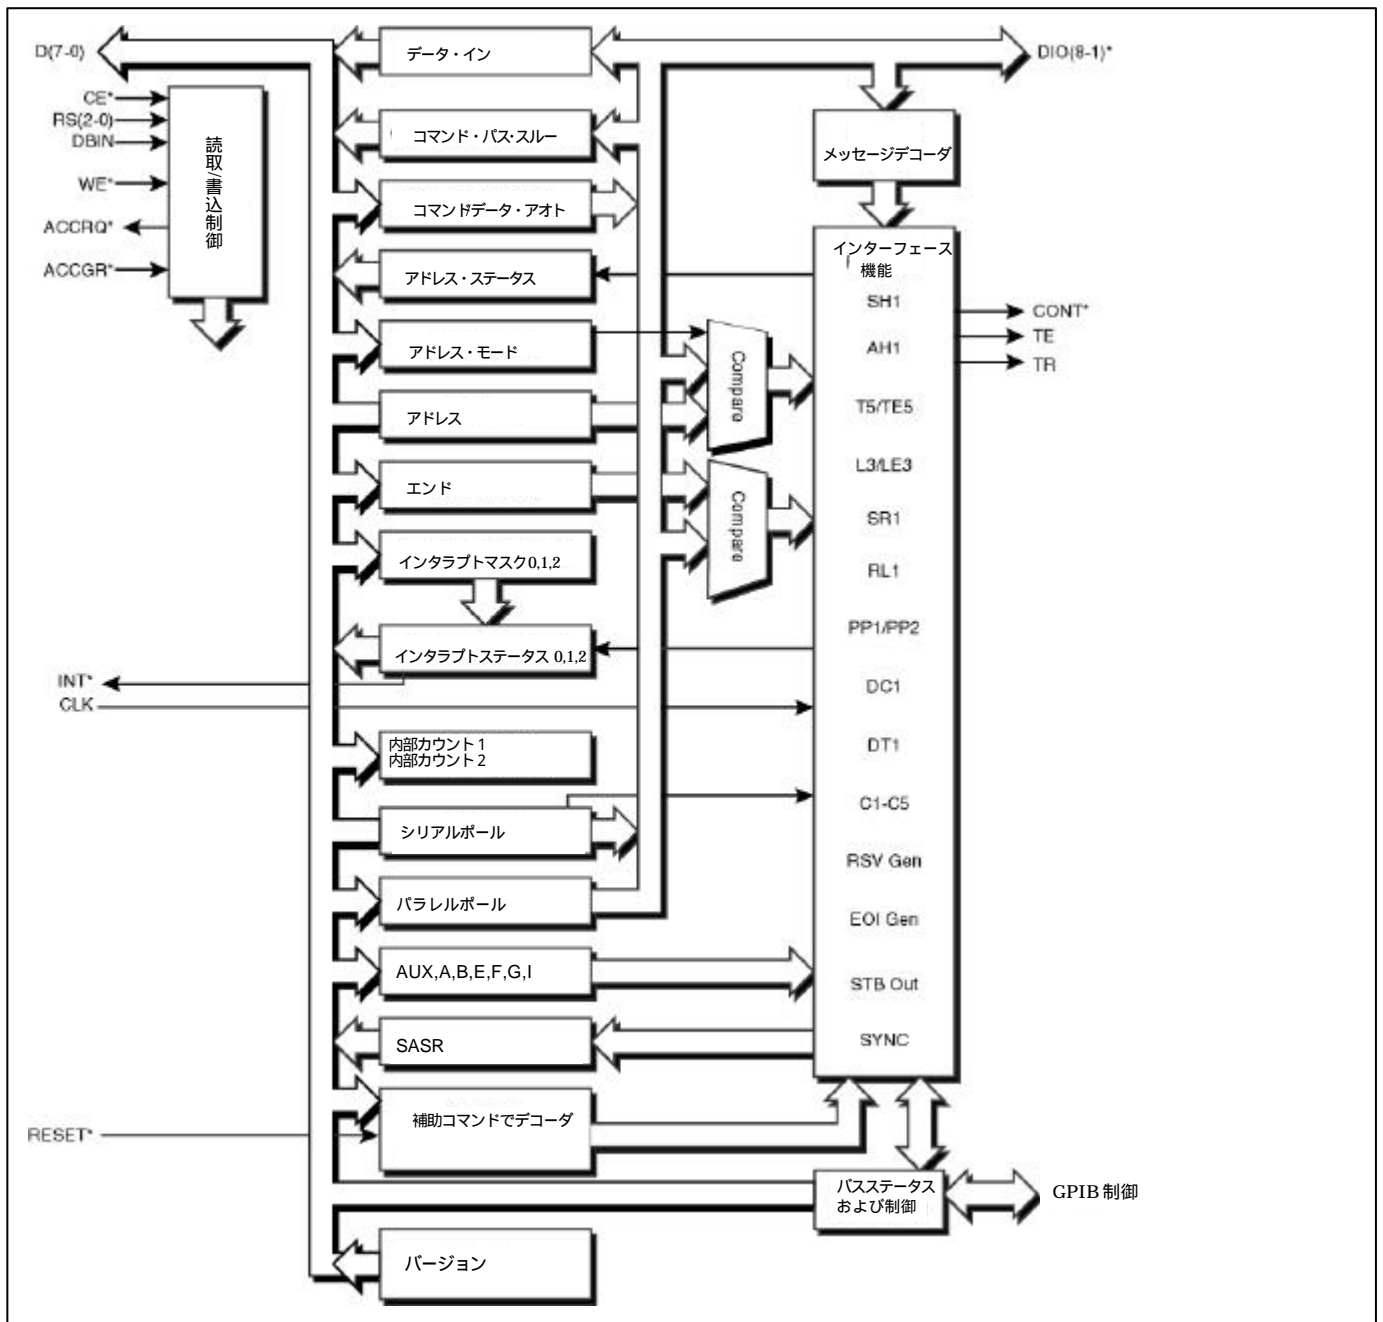 D(7-0)
データ・イン
DIO(8-1)*
CE*
RS(2-0)
DBIN
WE*
ACCRQ*
ACCGR*
読取/書込制御
コマンド・パス・スルー
メッセージデコーダ
コマンドデータ・アオト
アドレス・ステータス
インターフェース
機能
SH1
AH1
T5/TE5
L3/LE3
SR1
RL1
PP1/PP2
DC1
DT1
C1-C5
RSV Gen
EOI Gen
STB Out
SYNC
CONT*
TE
TR
アドレス・モード
Compare
アドレス
エンド
Compare
インタラプトマスク0,1,2
インタラプトステータス 0,1,2
INT*
CLK
内部カウント1
内部カウント2
シリアルポール
パラレルポール
AUX,A,B,E,F,G,I
SASR
補助コマンドでデコーダ
RESET*
バスステータス
および制御
GPIB 制御
バージョン